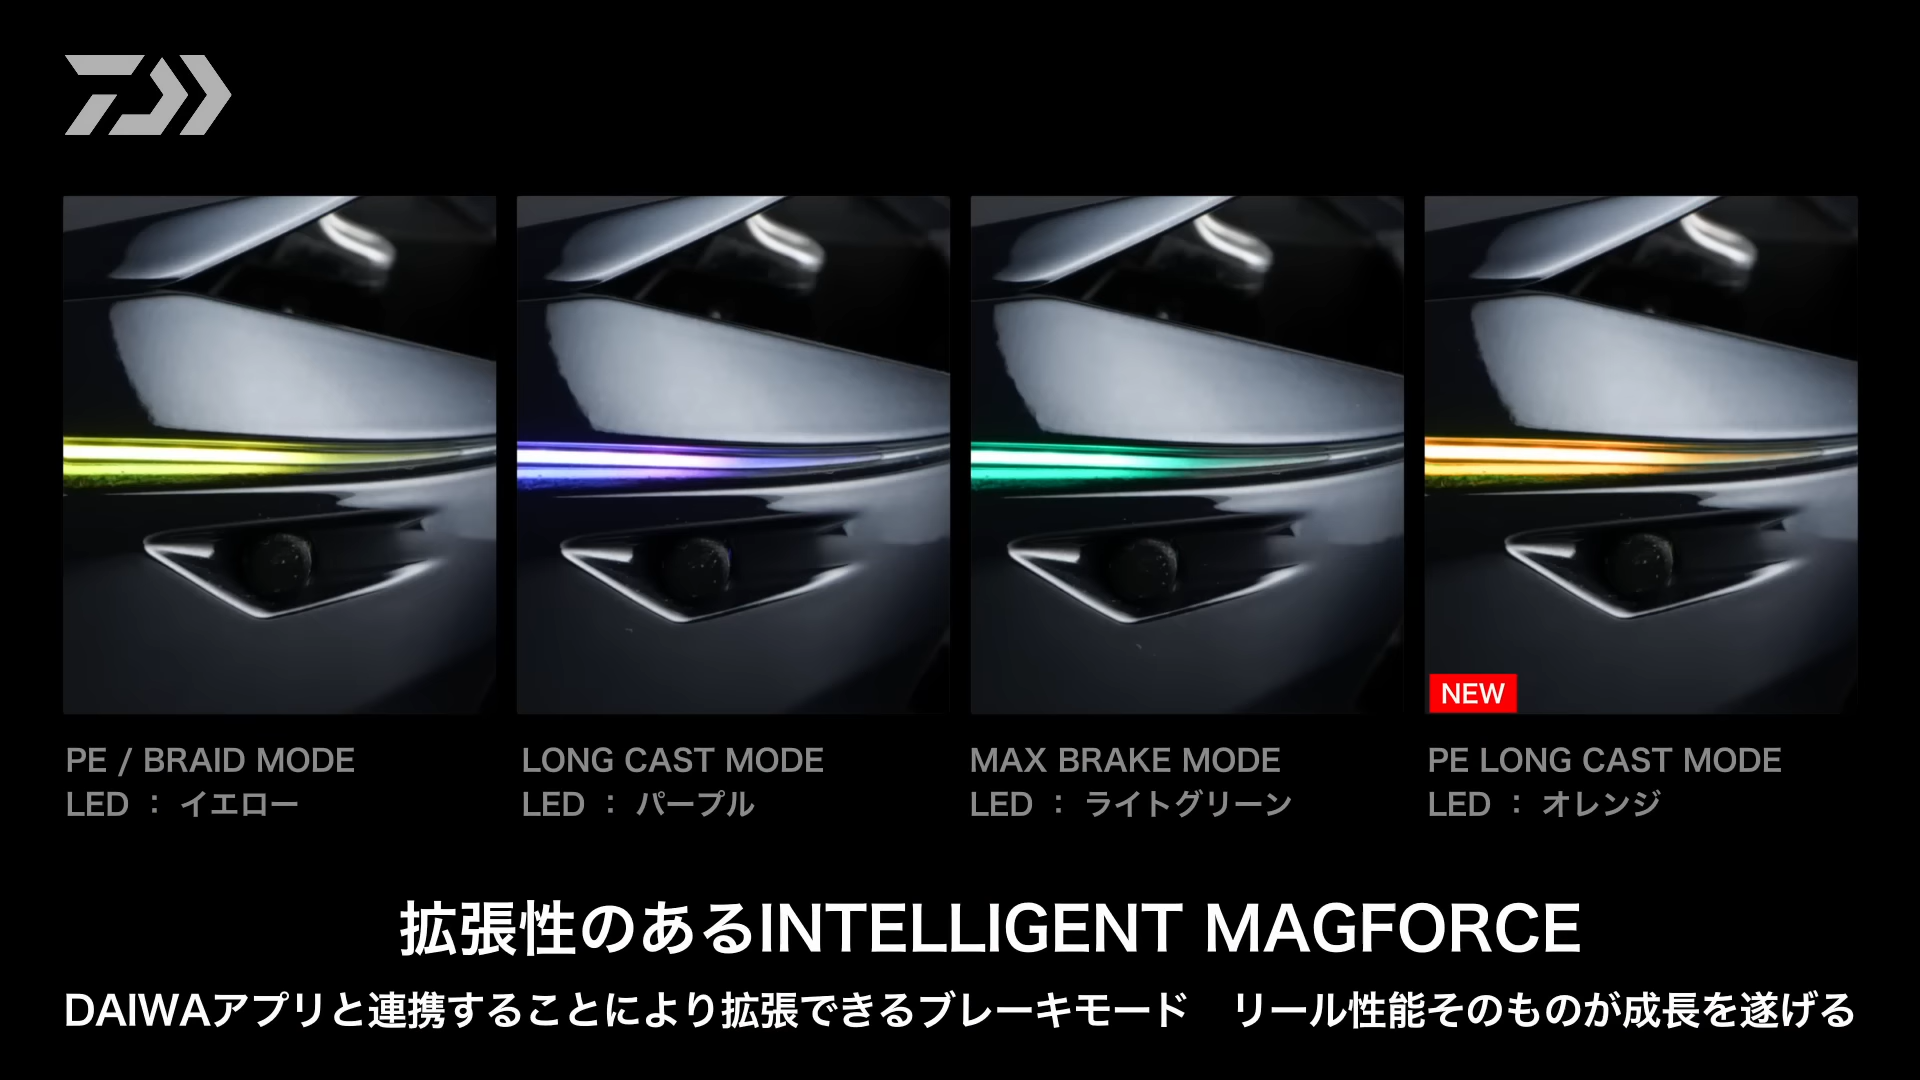 NEW
PE / BRAID MODE
LED ： イエロー
LONG CAST MODE
LED ： パープル
MAX BRAKE MODE
LED ： ライトグリーン
PE LONG CAST MODE
LED ： オレンジ
拡張性のあるINTELLIGENT MAGFORCE
DAIWAアプリと連携することにより拡張できるブレーキモード　リール性能そのものが成長を遂げる